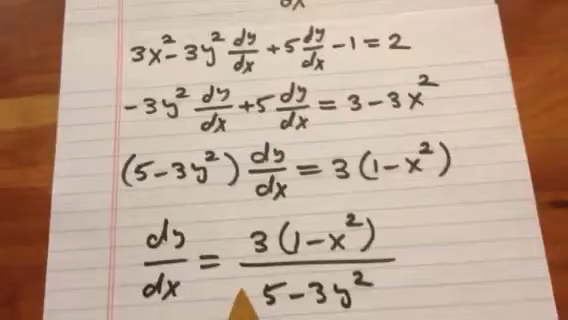 dx
3x² - 3y² dy/dx + 5 dy/dx - 1 = 2
-3y² dy/dx + 5 dy/dx = 3 - 3x²
(5 - 3y²) dy/dx = 3(1 - x²)
dy/dx = 3(1 - x²)/5 - 3y²